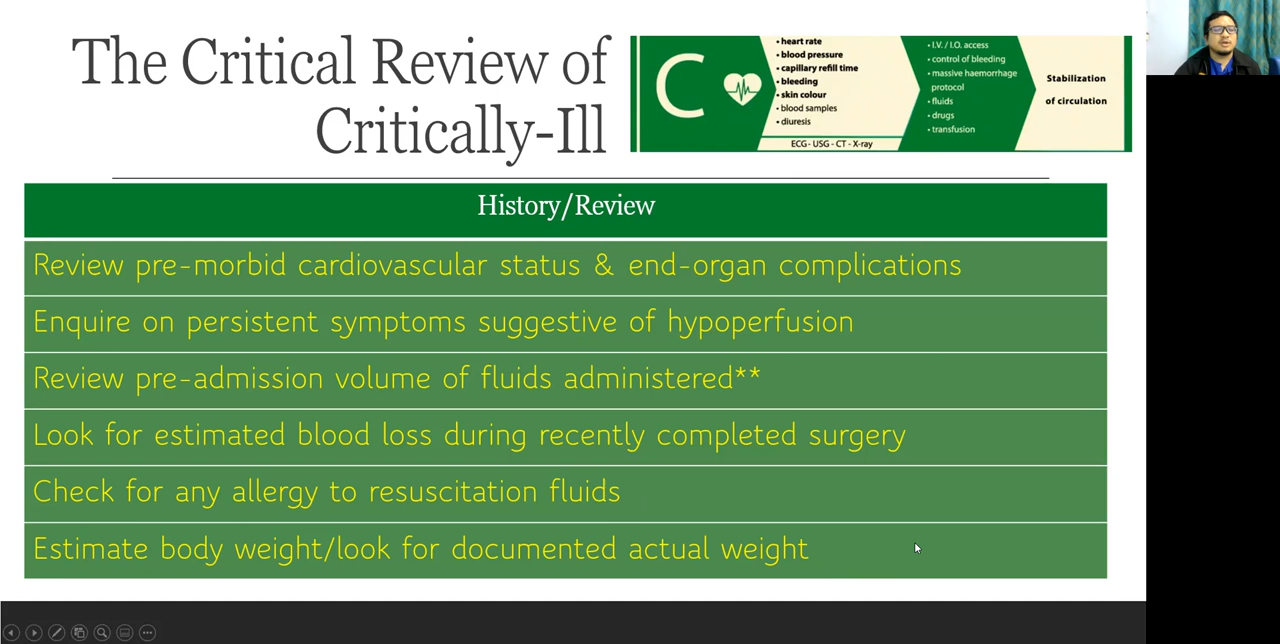 The Critical Review of
Critically-Ill
C
• heart rate
• blood pressure
• capillary refill time
• bleeding
• skin colour
• blood samples
• diuresis
ECG - USG - CT - X-ray
• I.V. / I.O. access
• control of bleeding
• massive haemorrhage
protocol
• fluids
• drugs
• transfusion
Stabilization
of circulation
History/Review
Review pre-morbid cardiovascular status & end-organ complications
Enquire on persistent symptoms suggestive of hypoperfusion
Review pre-admission volume of fluids administered**
Look for estimated blood loss during recently completed surgery
Check for any allergy to resuscitation fluids
Estimate body weight/look for documented actual weight